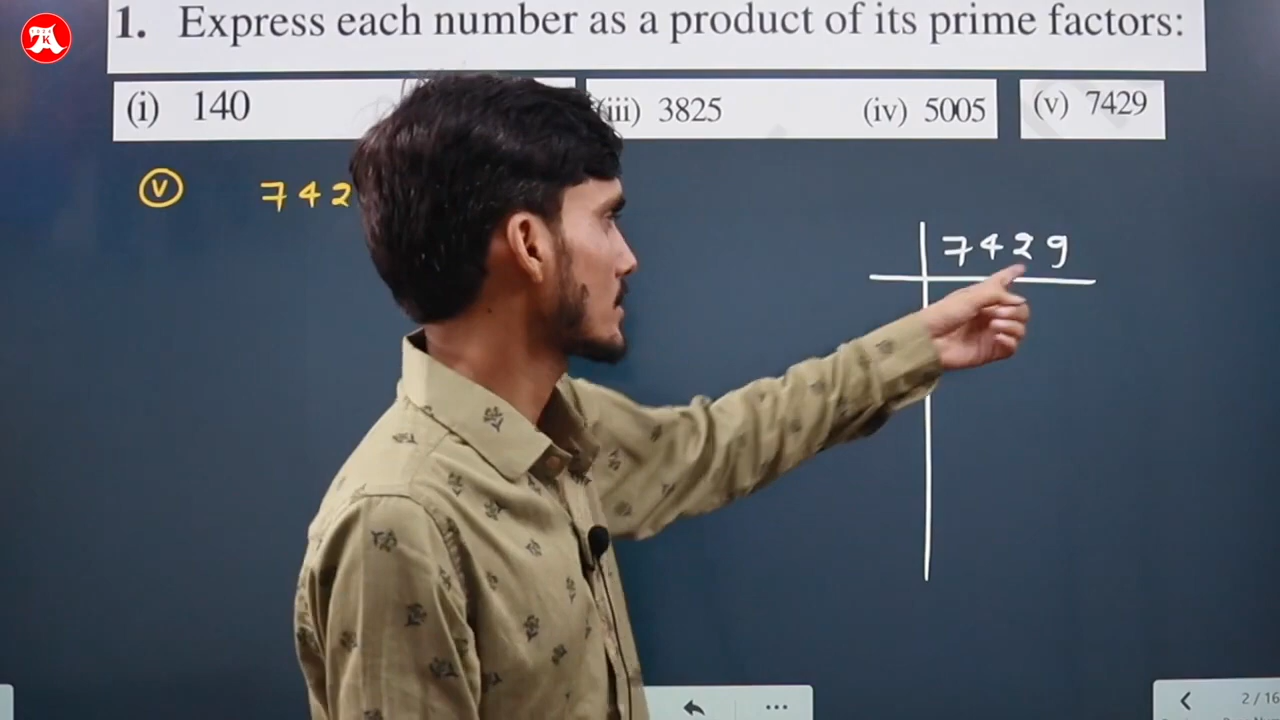 1. Express each number as a product of its prime factors:
(i) 140 (iii) 3825 (iv) 5005 (v) 7429
V 742
7429
2 / 16